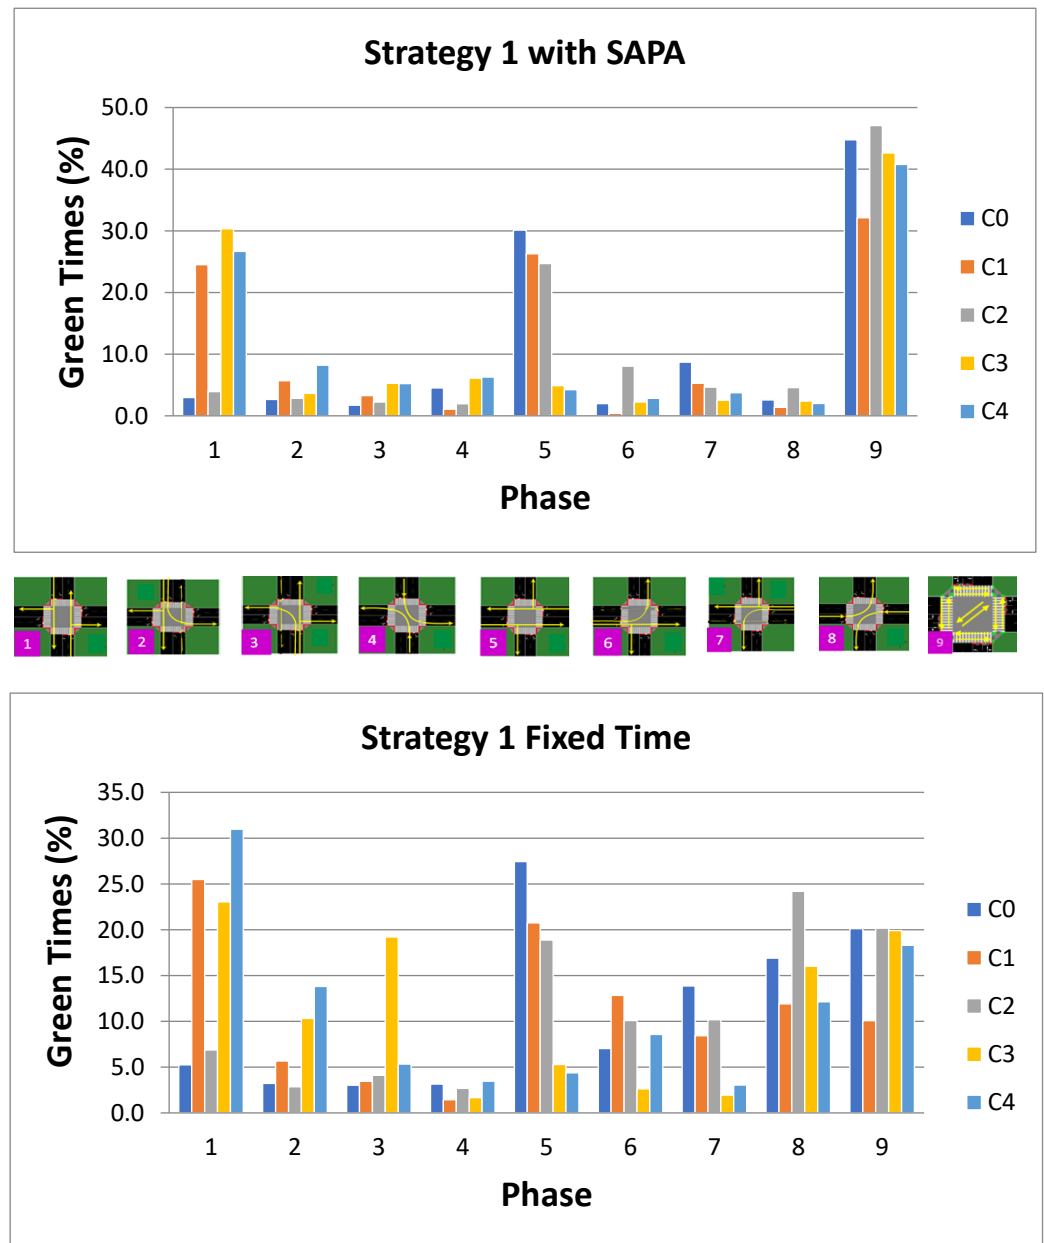 Strategy 1 with SAPA
50.0
40.0
30.0
20.0
10.0
0.0
Green Times (%)
1 2 3 4 5 6 7 8 9
Phase
C0
C1
C2
C3
C4
1 2 3 4 5 6 7 8 9
Strategy 1 Fixed Time
35.0
30.0
25.0
20.0
15.0
10.0
5.0
0.0
Green Times (%)
1 2 3 4 5 6 7 8 9
Phase
C0
C1
C2
C3
C4